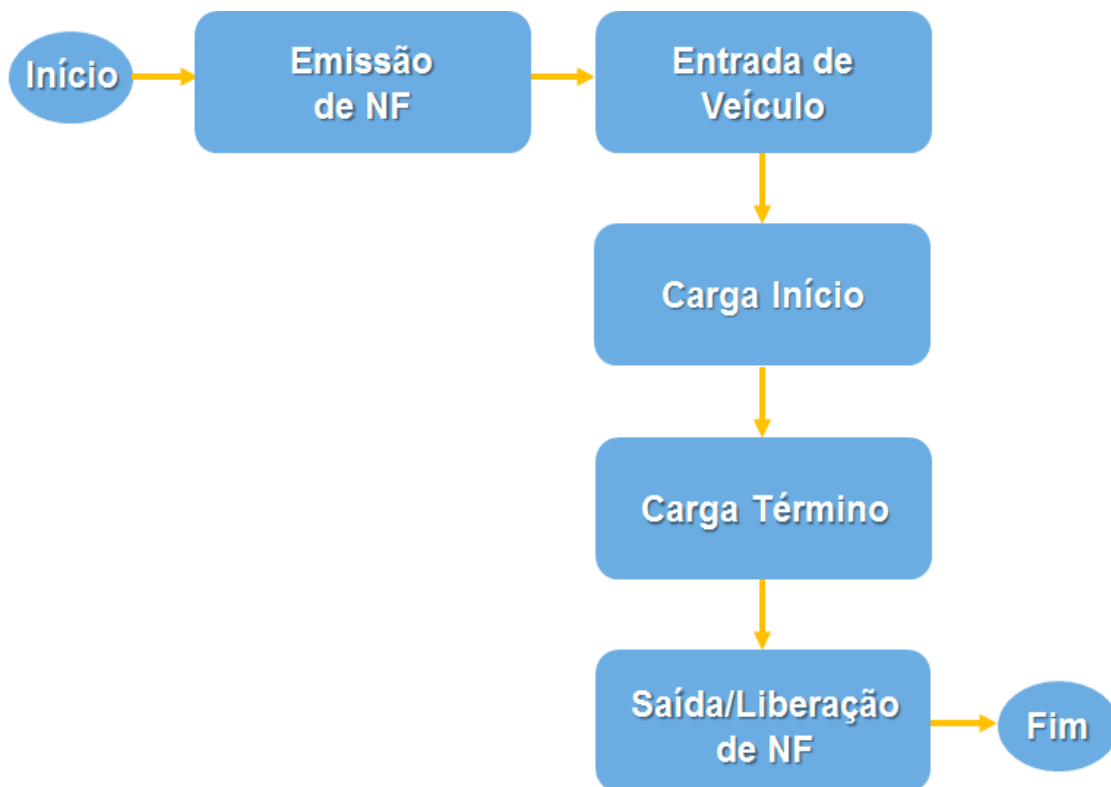 Início
Emissão
de NF
Entrada de
Veículo
Carga Início
Carga Término
Saída/Liberação
de NF
Fim